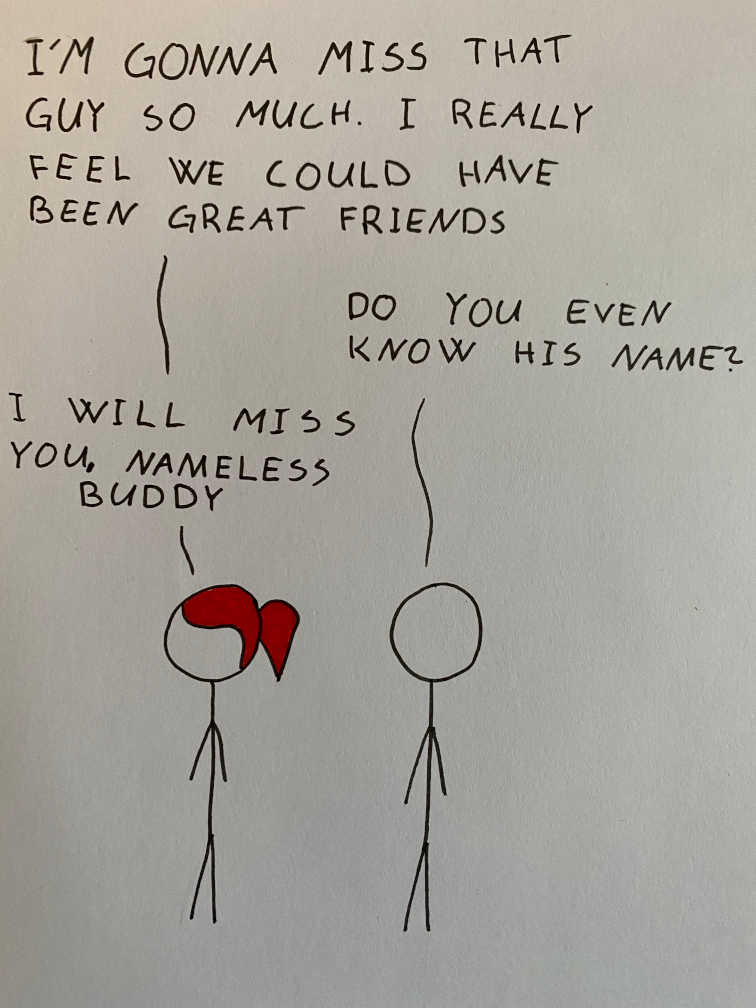 I'M GONNA MISS THAT
GUY SO MUCH. I REALLY
FEEL WE COULD HAVE
BEEN GREAT FRIENDS
DO YOU EVEN
KNOW HIS NAME?
I WILL MISS
YOU, NAMELESS
BUDDY